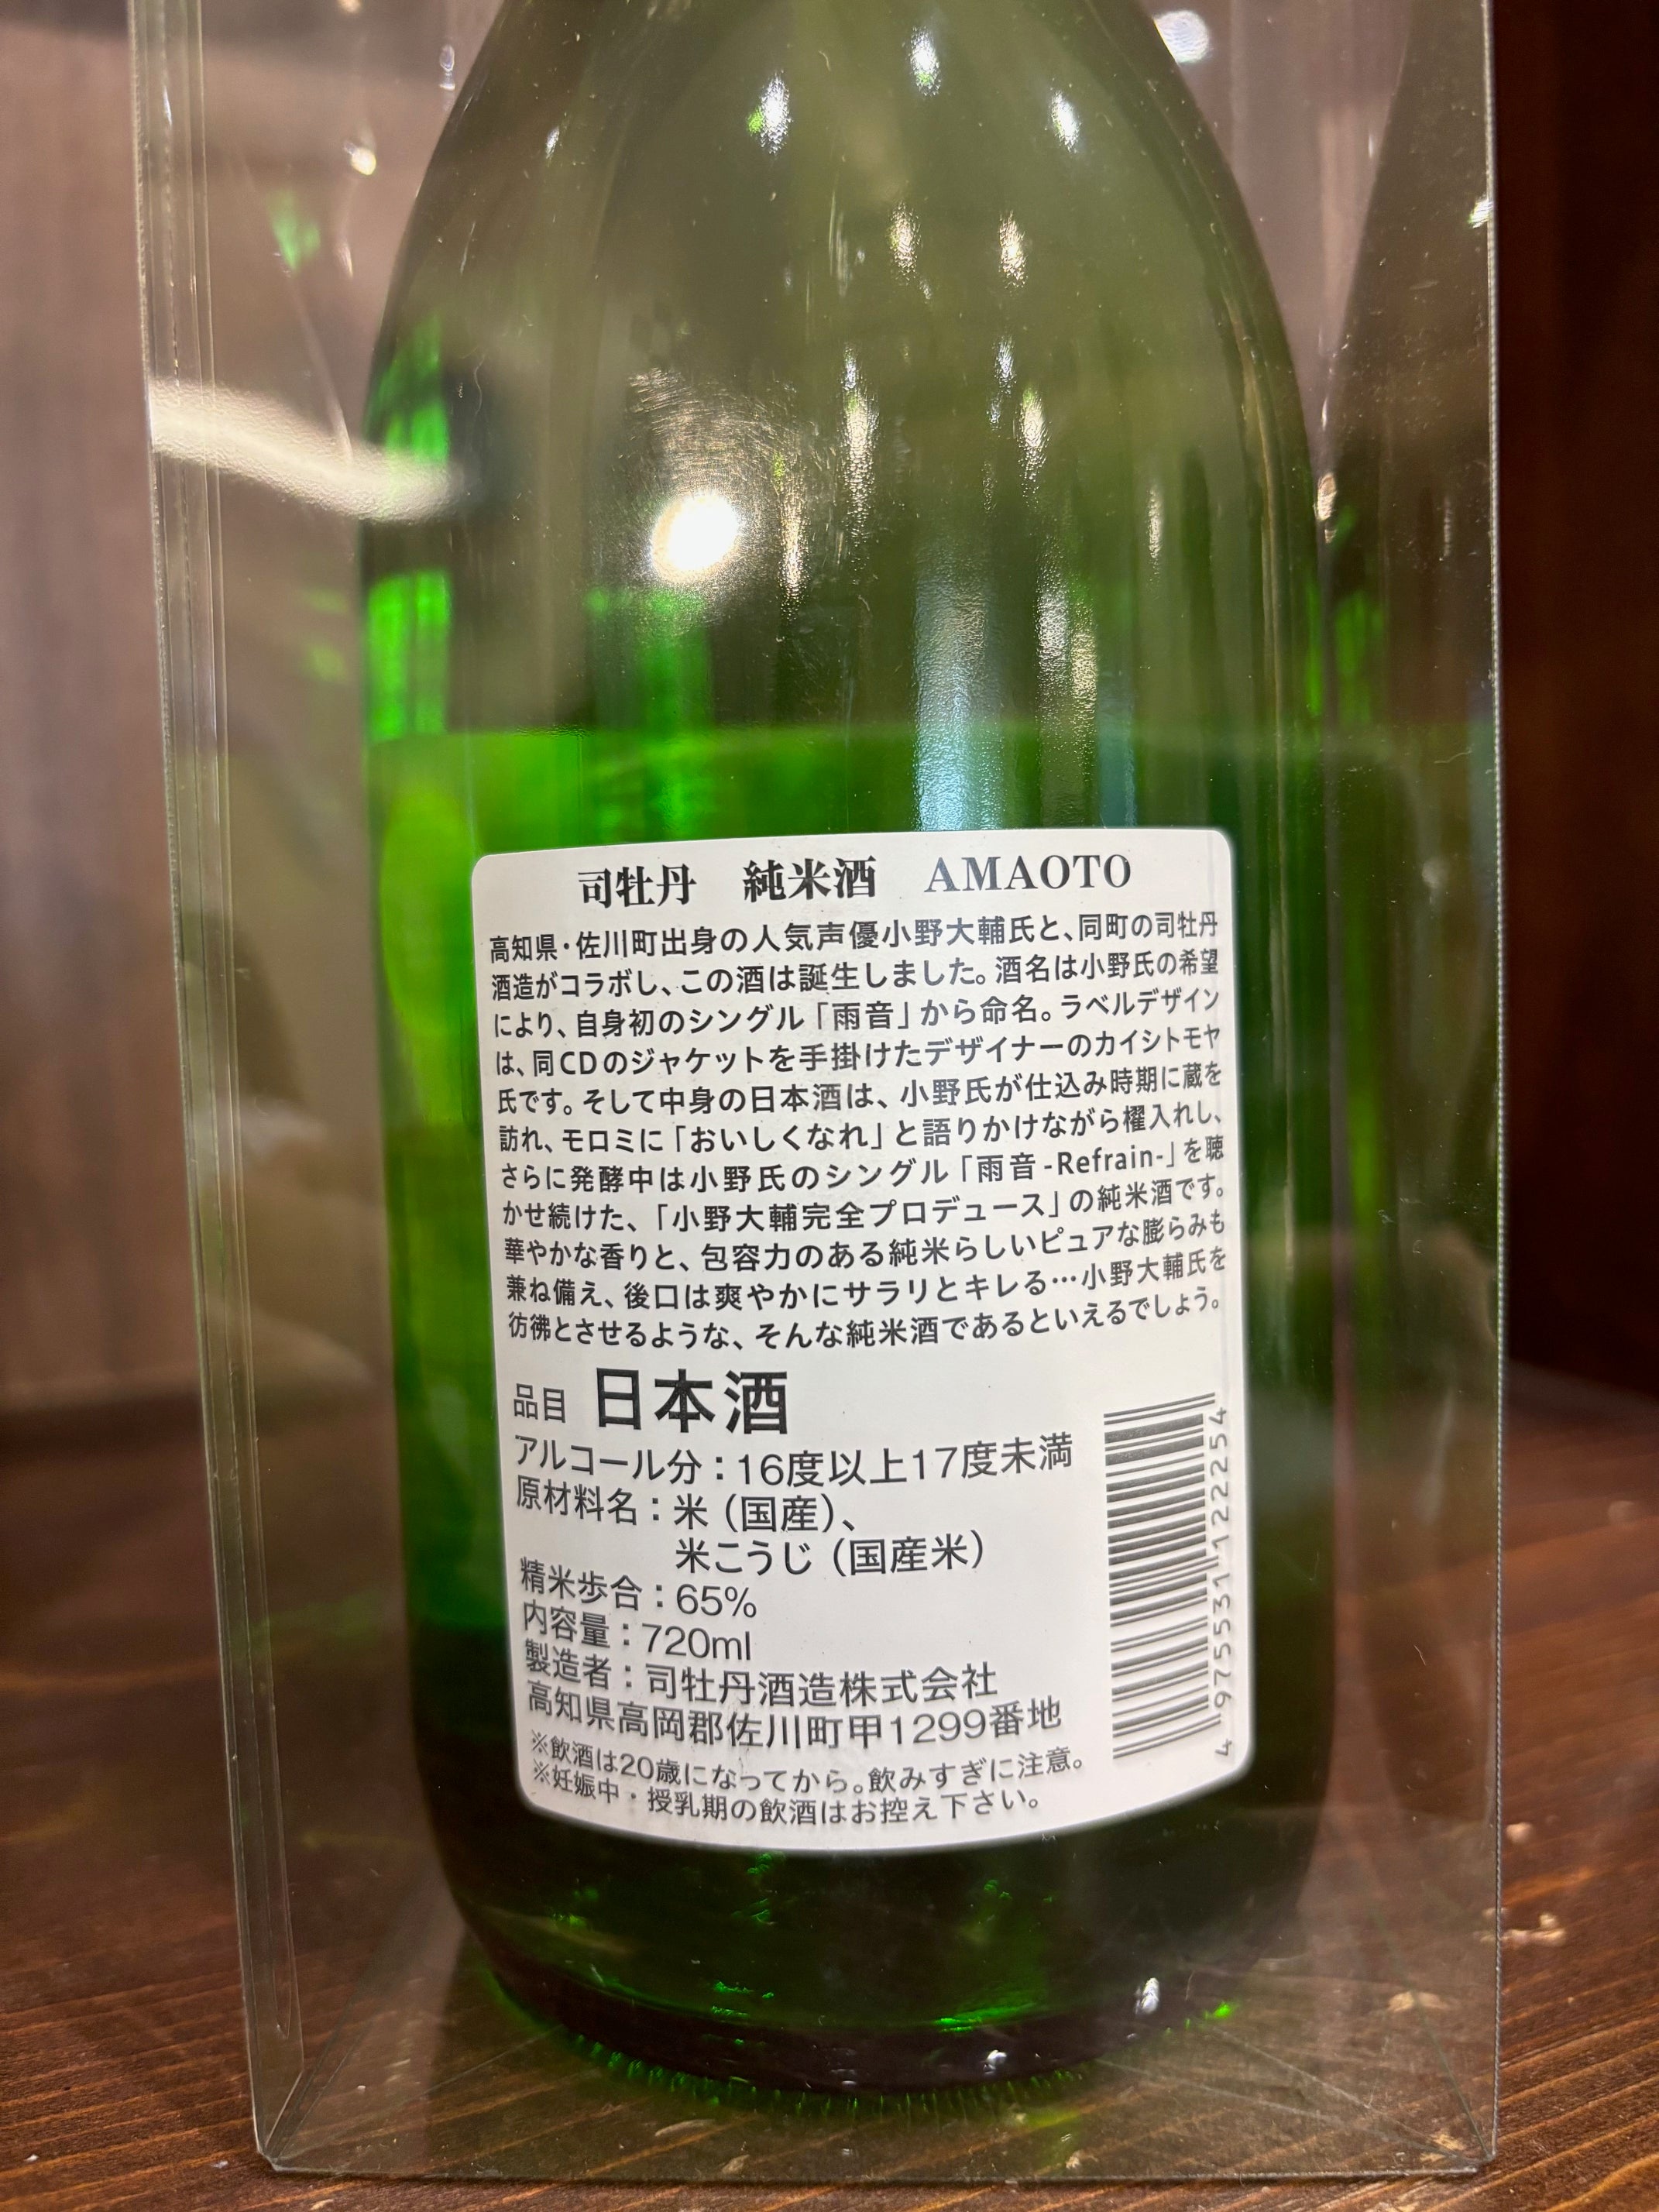 司牡丹　純米酒　AMAOTO
高知県・佐川町出身の人気声優小野大輔氏と、同町の司牡丹
酒造がコラボし、この酒は誕生しました。酒名は小野氏の希望
により、自身初のシングル「雨音」から命名。ラベルデザイン
は、同CDのジャケットを手掛けたデザイナーのカイシトモヤ
氏です。そして中身の日本酒は、小野氏が仕込み時期に蔵を
訪れ、モロミに「おいしくなれ」と語りかけながら櫂入れし、
さらに発酵中は小野氏のシングル「雨音-Refrain-」を聴
かせ続けた、「小野大輔完全プロデュース」の純米酒です。
華やかな香りと、包容力のある純米らしいピュアな膨らみも
兼ね備え、後口は爽やかにサラリとキレる…小野大輔氏を
彷彿とさせるような、そんな純米酒であるといえるでしょう。
品目 日本酒
アルコール分：16度以上17度未満
原材料名：米（国産）、
米こうじ（国産米）
精米歩合：65%
内容量：720ml
製造者：司牡丹酒造株式会社
高知県高岡郡佐川町甲1299番地
※飲酒は20歳になってから。飲みすぎに注意。
※妊娠中・授乳期の飲酒はお控え下さい。
4 975531 122254